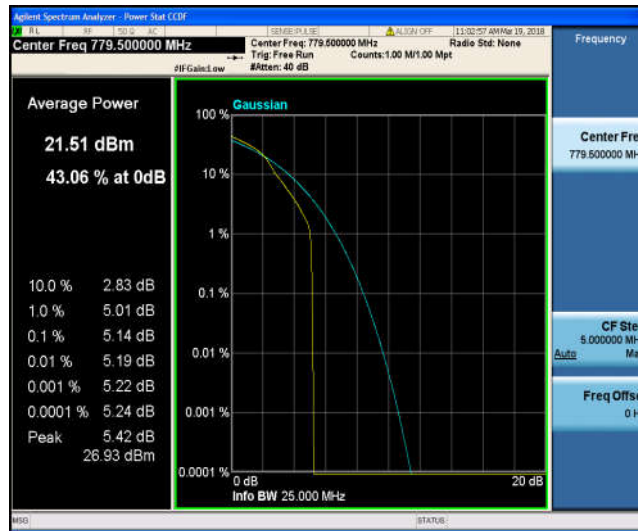 Agilent Spectrum Analyzer - Power Stat CCDF
RL RF 50 Ω AC SENSE:PULSE ALIGN OFF 11:02:57 AM Mar 19, 2018
Center Freq 779.500000 MHz
Center Freq: 779.500000 MHz Radio Std: None
Trig: Free Run Counts:1.00 M/1.00 Mpt
#IFGain:Low #Atten: 40 dB
Frequency
Average Power
21.51 dBm
43.06 % at 0dB
10.0 % 2.83 dB
1.0 % 5.01 dB
0.1 % 5.14 dB
0.01 % 5.19 dB
0.001 % 5.22 dB
0.0001 % 5.24 dB
Peak 5.42 dB
26.93 dBm
Gaussian
100 %
10 %
1 %
0.1 %
0.01 %
0.001 %
0.0001 %
0 dB 20 dB
Info BW 25.000 MHz
Center Fre
779.500000 MH
CF Ste
5.000000 MH
Auto Ma
Freq Offse
0 H
MSG STATUS